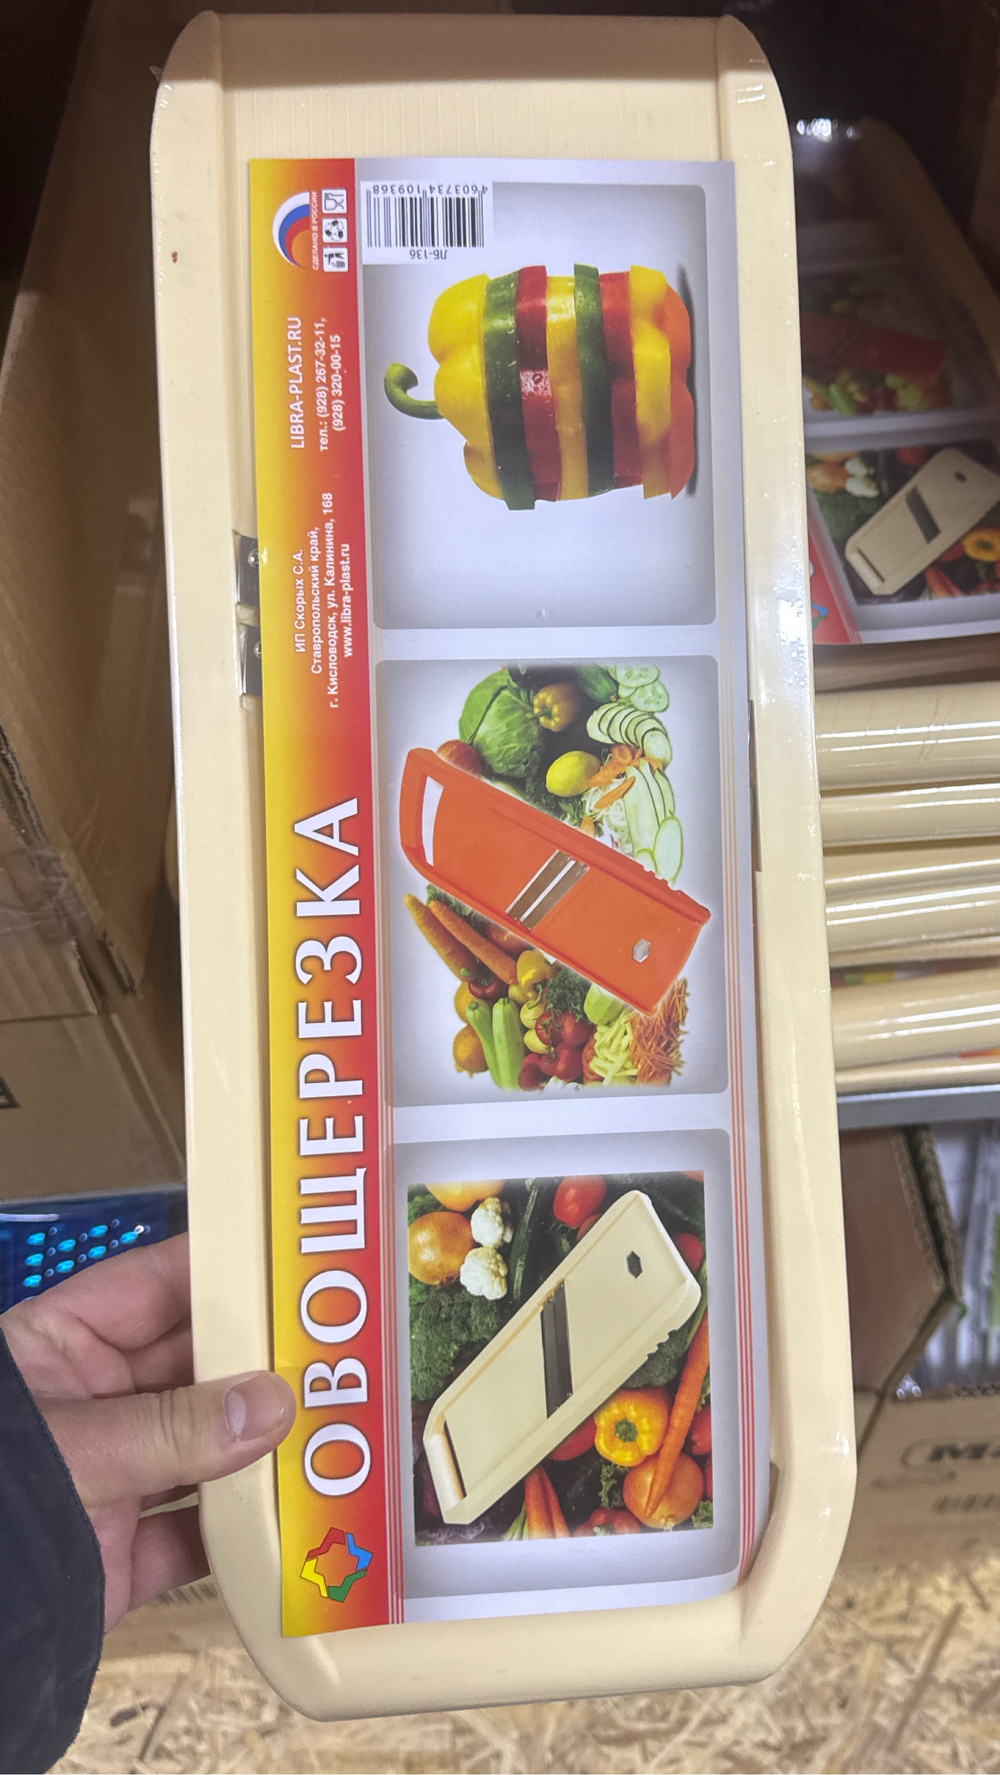 ОВОЩЕРЕЗКА
ИП Скорых С.А.
Ставропольский край,
г. Кисловодск, ул. Калинина, 168
www.libra-plast.ru
LIBRA-PLAST.RU
тел.: (928) 267-32-11,
(928) 320-00-15
СДЕЛАНО В РОССИИ
ЛБ-136
4603734109368